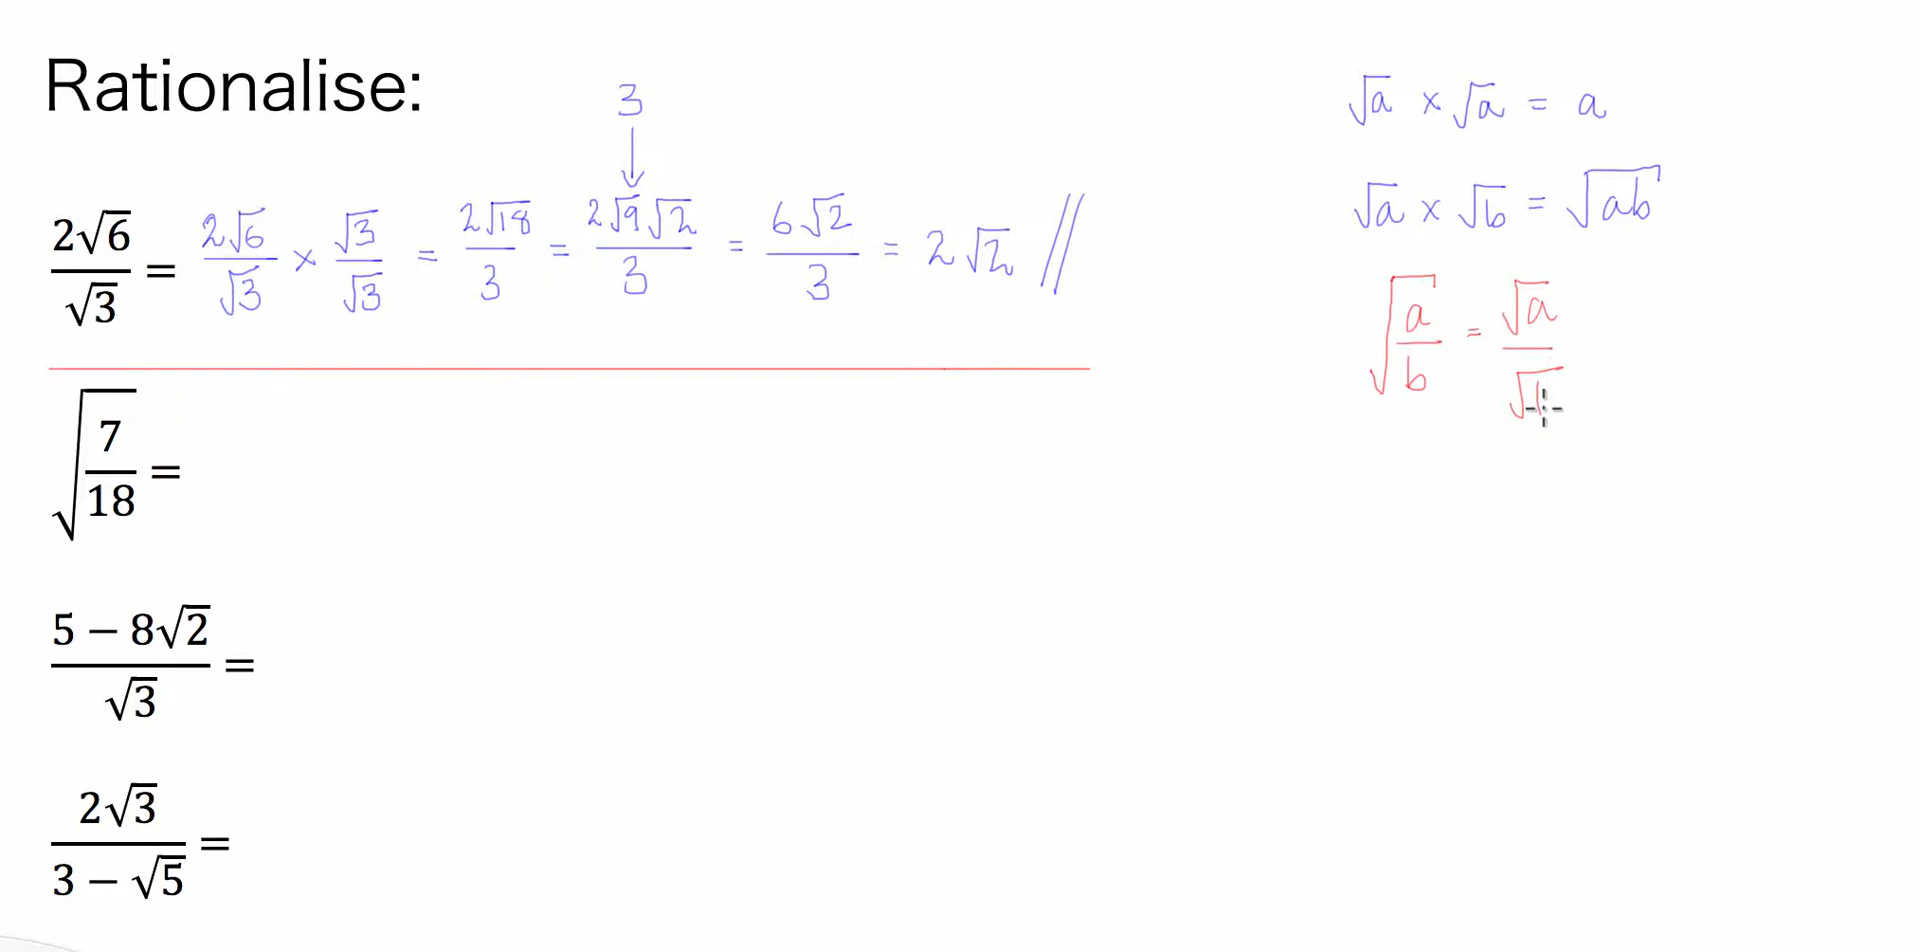 Rationalise:
2√6/√3 = 2√6/√3 × √3/√3 = 2√18/3 = 2√9√2/3 = 6√2/3 = 2√2 //
3
↓
√(7/18) =
(5 − 8√2)/√3 =
2√3/(3 − √5) =
√a × √a = a
√a × √b = √ab
√(a/b) = √a/√